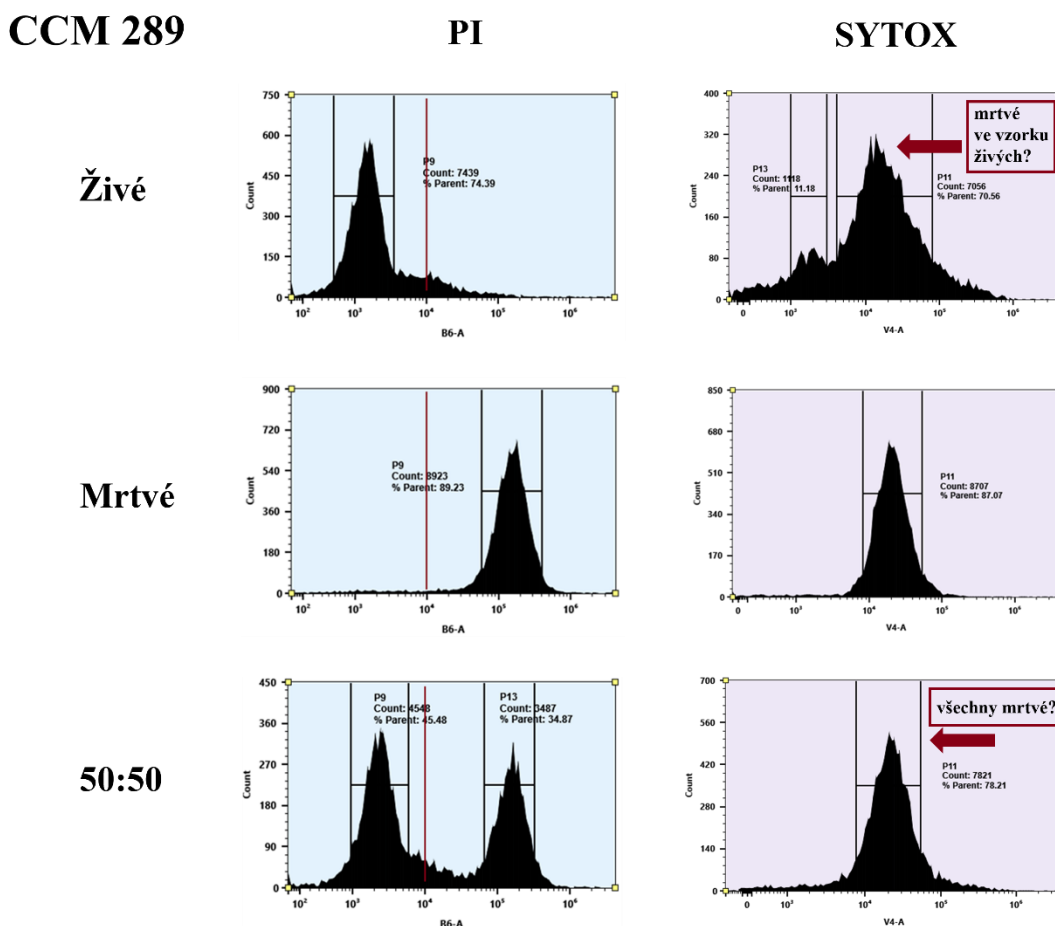 CCM 289 PI SYTOX
Živé
750
600
450
300
150
0
Count
P9
Count: 7439
% Parent: 74.39
10² 10³ 10⁴ 10⁵ 10⁶
B6-A
400
320
240
160
80
0
Count
mrtvé
ve vzorku
živých?
P13
Count: 1118
% Parent: 11.18
P11
Count: 7056
% Parent: 70.56
0 10³ 10⁴ 10⁵ 10⁶
V4-A
Mrtvé
900
720
540
360
180
0
Count
P9
Count: 8923
% Parent: 89.23
10² 10³ 10⁴ 10⁵ 10⁶
B6-A
850
680
510
340
170
0
Count
P11
Count: 8707
% Parent: 87.07
0 10³ 10⁴ 10⁵ 10⁶
V4-A
50:50
450
360
270
180
90
0
Count
P9
Count: 4548
% Parent: 45.48
P13
Count: 3487
% Parent: 34.87
10² 10³ 10⁴ 10⁵ 10⁶
B6-A
700
560
420
280
140
0
Count
všechny mrtvé?
P11
Count: 7821
% Parent: 78.21
0 10³ 10⁴ 10⁵ 10⁶
V4-A